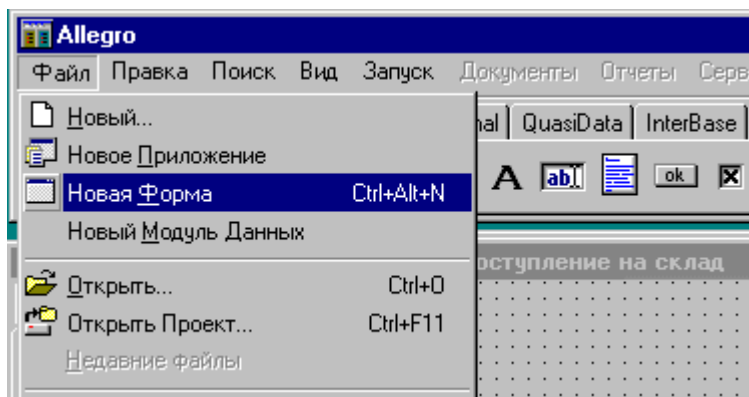 Allegro
Файл Правка Поиск Вид Запуск Документы Отчеты
Новый...
QuasiData InterBase
Новое Приложение
A ab ok
Новая Форма Ctrl+Alt+N
Новый Модуль Данных
оступление на склад
Открыть... Ctrl+O
Открыть Проект... Ctrl+F11
Недавние файлы